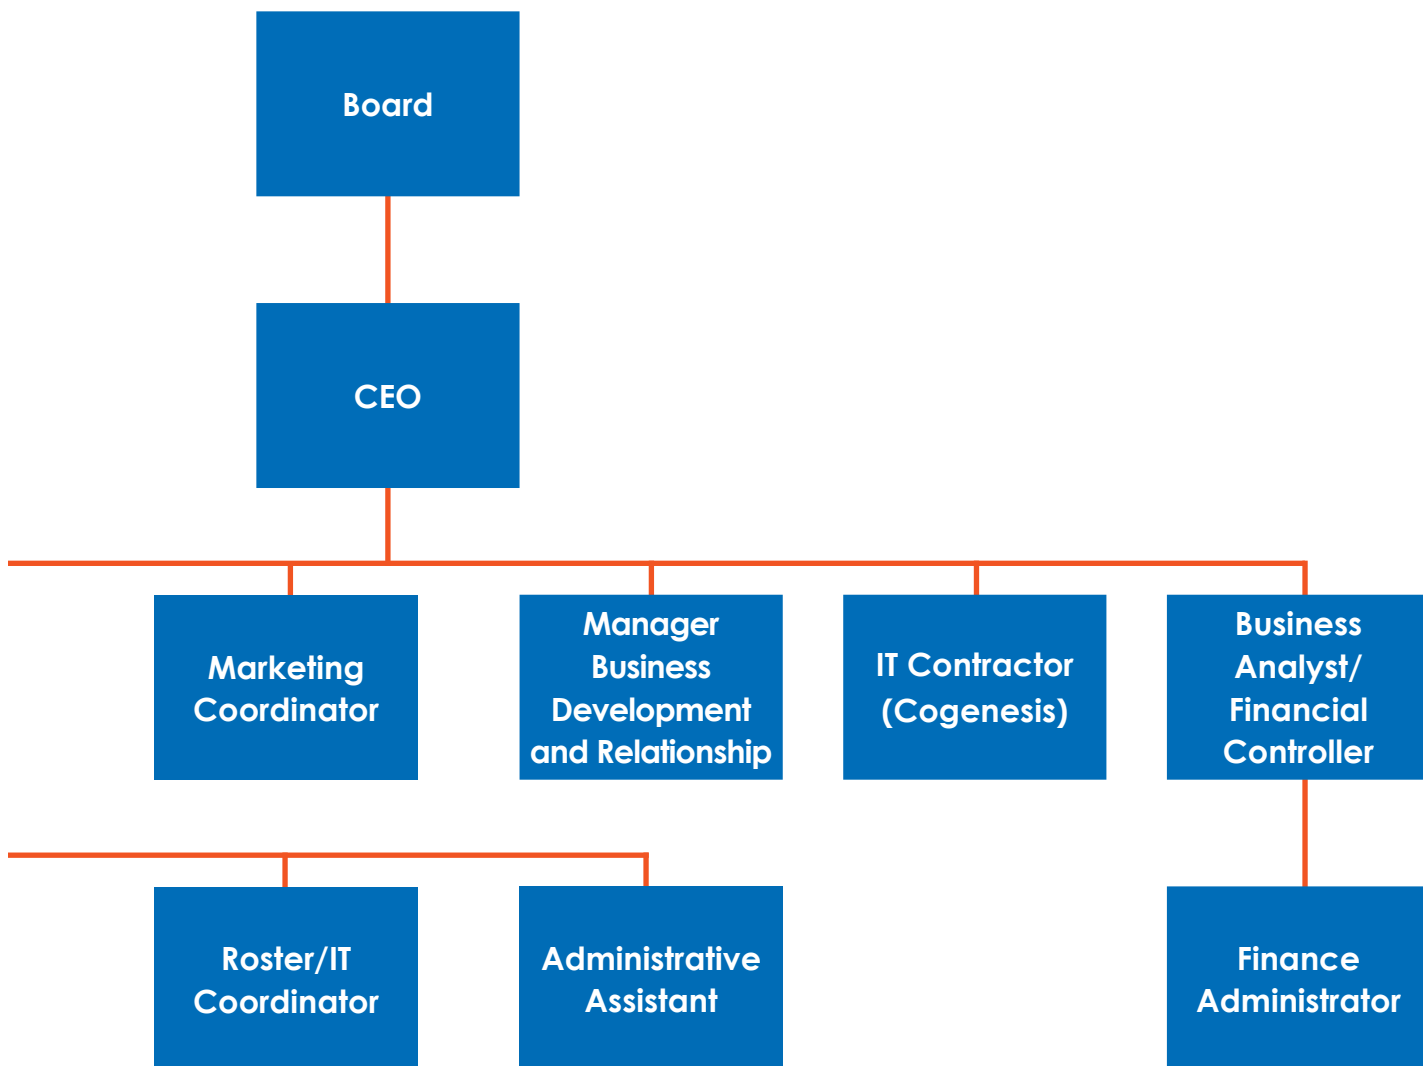 Board
CEO
Marketing
Coordinator
Manager
Business
Development
and Relationship
IT Contractor
(Cogenesis)
Business
Analyst/
Financial
Controller
Roster/IT
Coordinator
Administrative
Assistant
Finance
Administrator